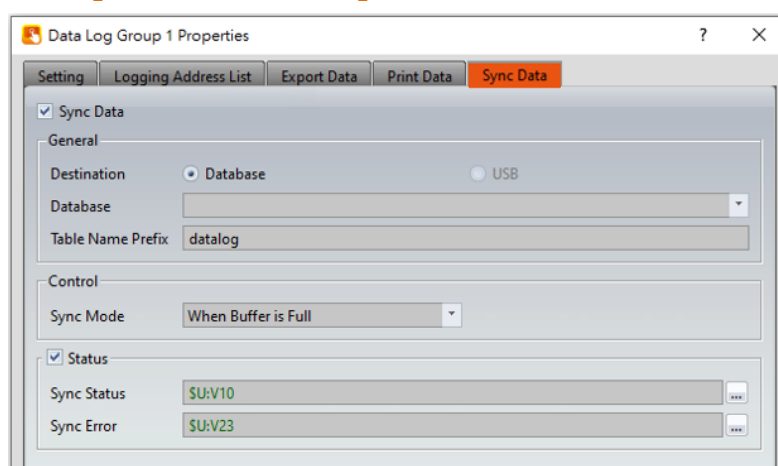 Data Log Group 1 Properties ?
Setting Logging Address List Export Data Print Data Sync Data
Sync Data
General
Destination Database USB
Database
Table Name Prefix datalog
Control
Sync Mode When Buffer is Full
Status
Sync Status $U:V10 ...
Sync Error $U:V23 ...